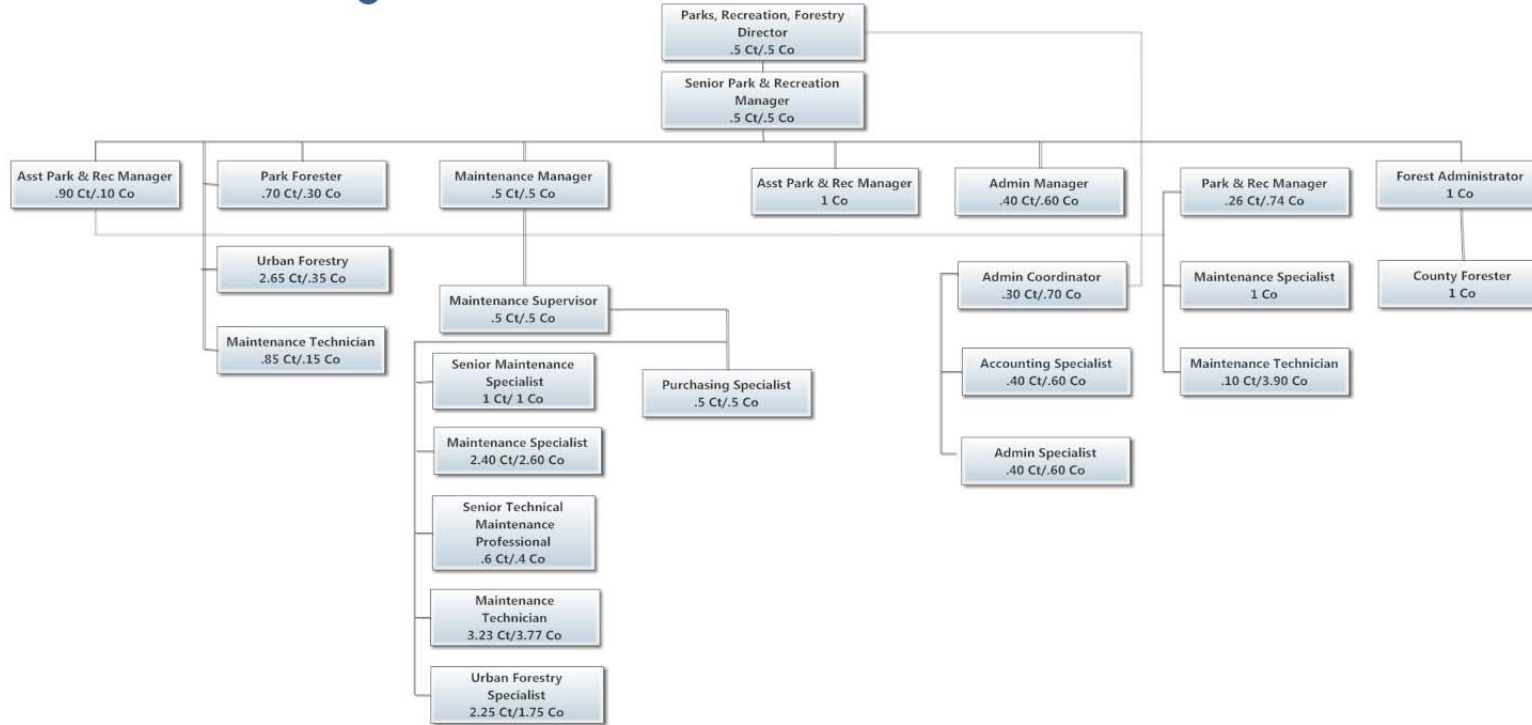 Parks, Recreation, Forestry
Director
.5 Ct/.5 Co
Senior Park & Recreation
Manager
.5 Ct/.5 Co
Asst Park & Rec Manager
.90 Ct/.10 Co
Park Forester
.70 Ct/.30 Co
Maintenance Manager
.5 Ct/.5 Co
Asst Park & Rec Manager
1 Co
Admin Manager
.40 Ct/.60 Co
Park & Rec Manager
.26 Ct/.74 Co
Forest Administrator
1 Co
Urban Forestry
2.65 Ct/.35 Co
Maintenance Technician
.85 Ct/.15 Co
Maintenance Supervisor
.5 Ct/.5 Co
Senior Maintenance
Specialist
1 Ct/ 1 Co
Maintenance Specialist
2.40 Ct/2.60 Co
Senior Technical
Maintenance
Professional
.6 Ct/.4 Co
Maintenance
Technician
3.23 Ct/3.77 Co
Urban Forestry
Specialist
2.25 Ct/1.75 Co
Purchasing Specialist
.5 Ct/.5 Co
Admin Coordinator
.30 Ct/.70 Co
Accounting Specialist
.40 Ct/.60 Co
Admin Specialist
.40 Ct/.60 Co
Maintenance Specialist
1 Co
Maintenance Technician
.10 Ct/3.90 Co
County Forester
1 Co